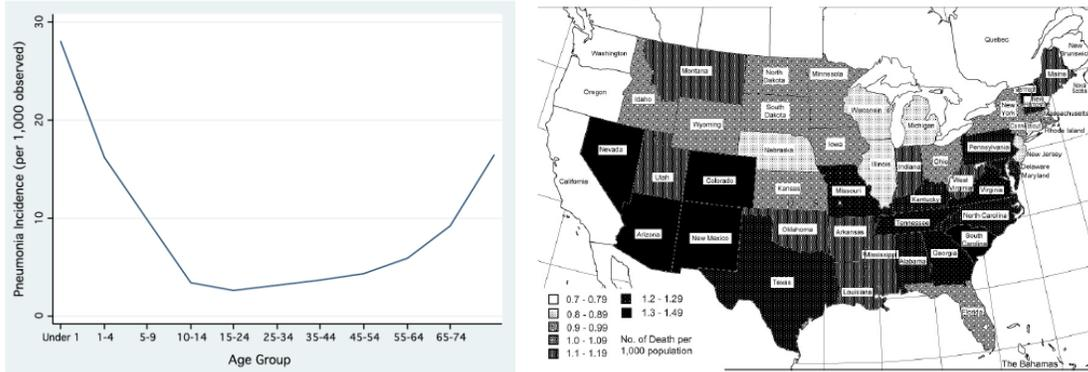 30
20
10
0
Pneumonia Incidence (per 1,000 observed)
Under 1 1-4 5-9 10-14 15-24 25-34 35-44 45-54 55-64 65-74
Age Group
Quebec
New Brunswick
Washington
Montana
North Dakota
Minnesota
Maine
Nova Scotia
Oregon
Idaho
South Dakota
Wisconsin
Michigan
New York
Vermont
Massachusetts
Connecticut
Rhode Island
Wyoming
Iowa
Nebraska
Nevada
Pennsylvania
New Jersey
Illinois
Indiana
Ohio
Delaware
Maryland
California
Utah
Colorado
Kansas
Missouri
West Virginia
Virginia
Kentucky
Arizona
New Mexico
Oklahoma
Arkansas
Tennessee
North Carolina
South Carolina
Mississippi
Alabama
Georgia
Texas
Louisiana
Florida
The Bahamas
0.7 - 0.79
0.8 - 0.89
0.9 - 0.99
1.0 - 1.09
1.1 - 1.19
1.2 - 1.29
1.3 - 1.49
No. of Death per
1,000 population